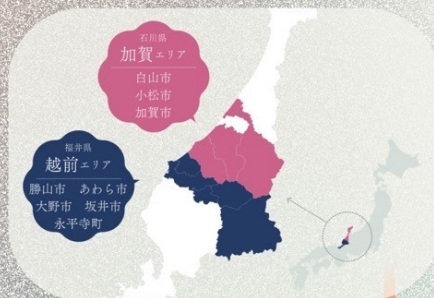 石川県
加賀エリア
白山市
小松市
加賀市
福井県
越前エリア
勝山市 あわら市
大野市 坂井市
永平寺町